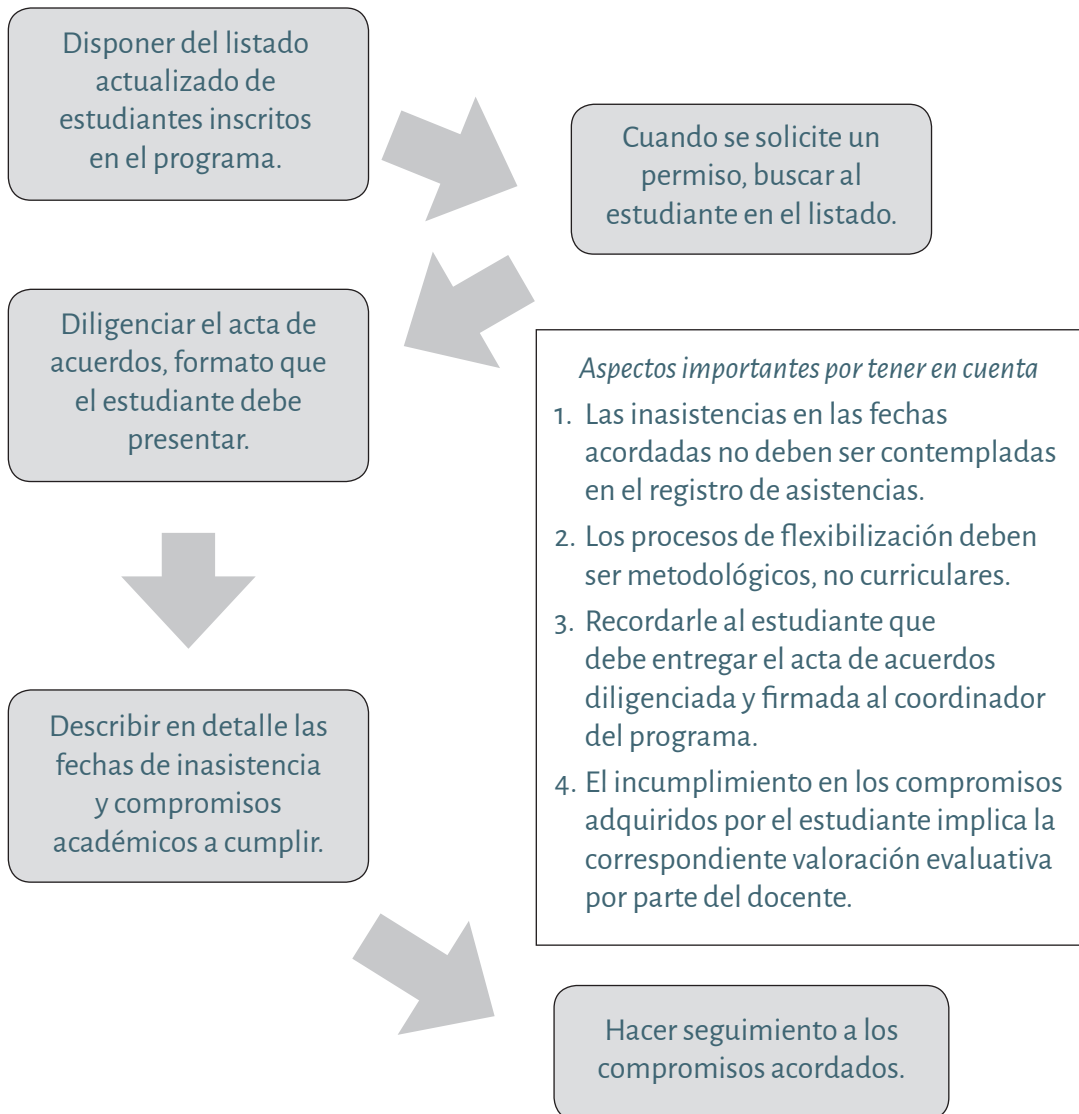 Disponer del listado
actualizado de
estudiantes inscritos
en el programa.
Cuando se solicite un
permiso, buscar al
estudiante en el listado.
Diligenciar el acta de
acuerdos, formato que
el estudiante debe
presentar.
Describir en detalle las
fechas de inasistencia
y compromisos
académicos a cumplir.
Aspectos importantes por tener en cuenta
1. Las inasistencias en las fechas
acordadas no deben ser contempladas
en el registro de asistencias.
2. Los procesos de flexibilización deben
ser metodológicos, no curriculares.
3. Recordarle al estudiante que
debe entregar el acta de acuerdos
diligenciada y firmada al coordinador
del programa.
4. El incumplimiento en los compromisos
adquiridos por el estudiante implica la
correspondiente valoración evaluativa
por parte del docente.
Hacer seguimiento a los
compromisos acordados.